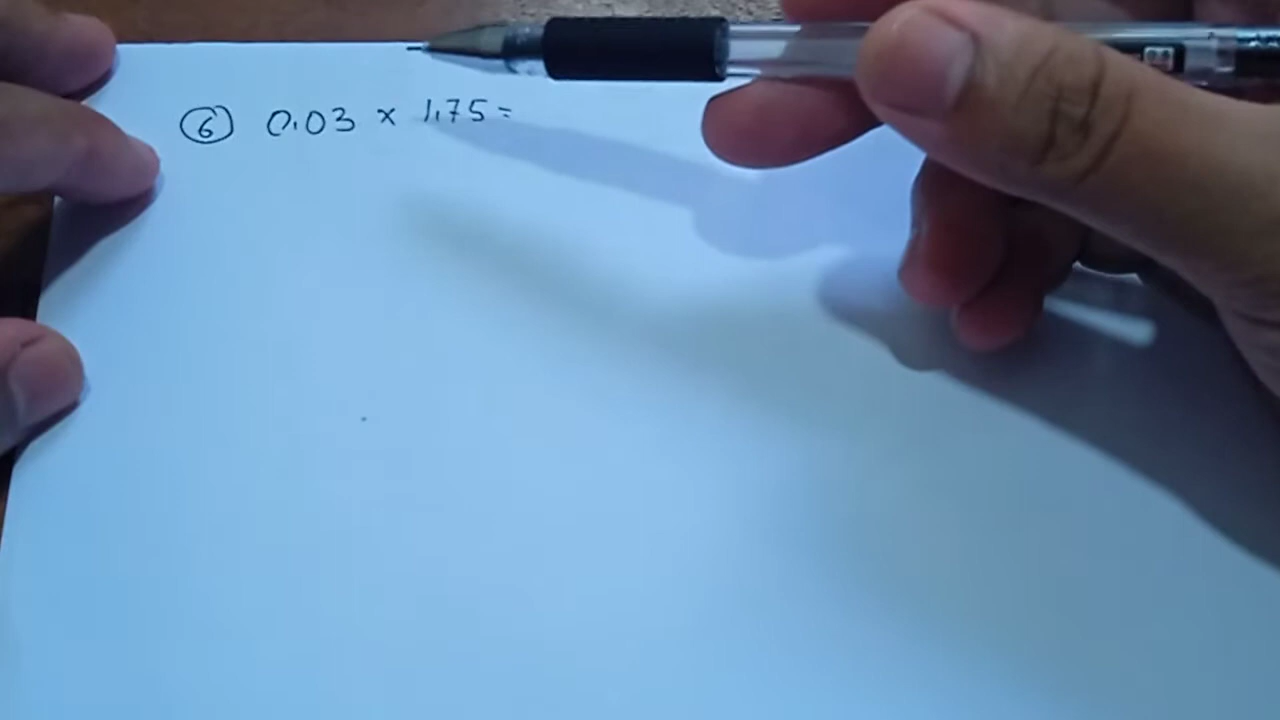 ⑥ 0.03 × 1.75 =